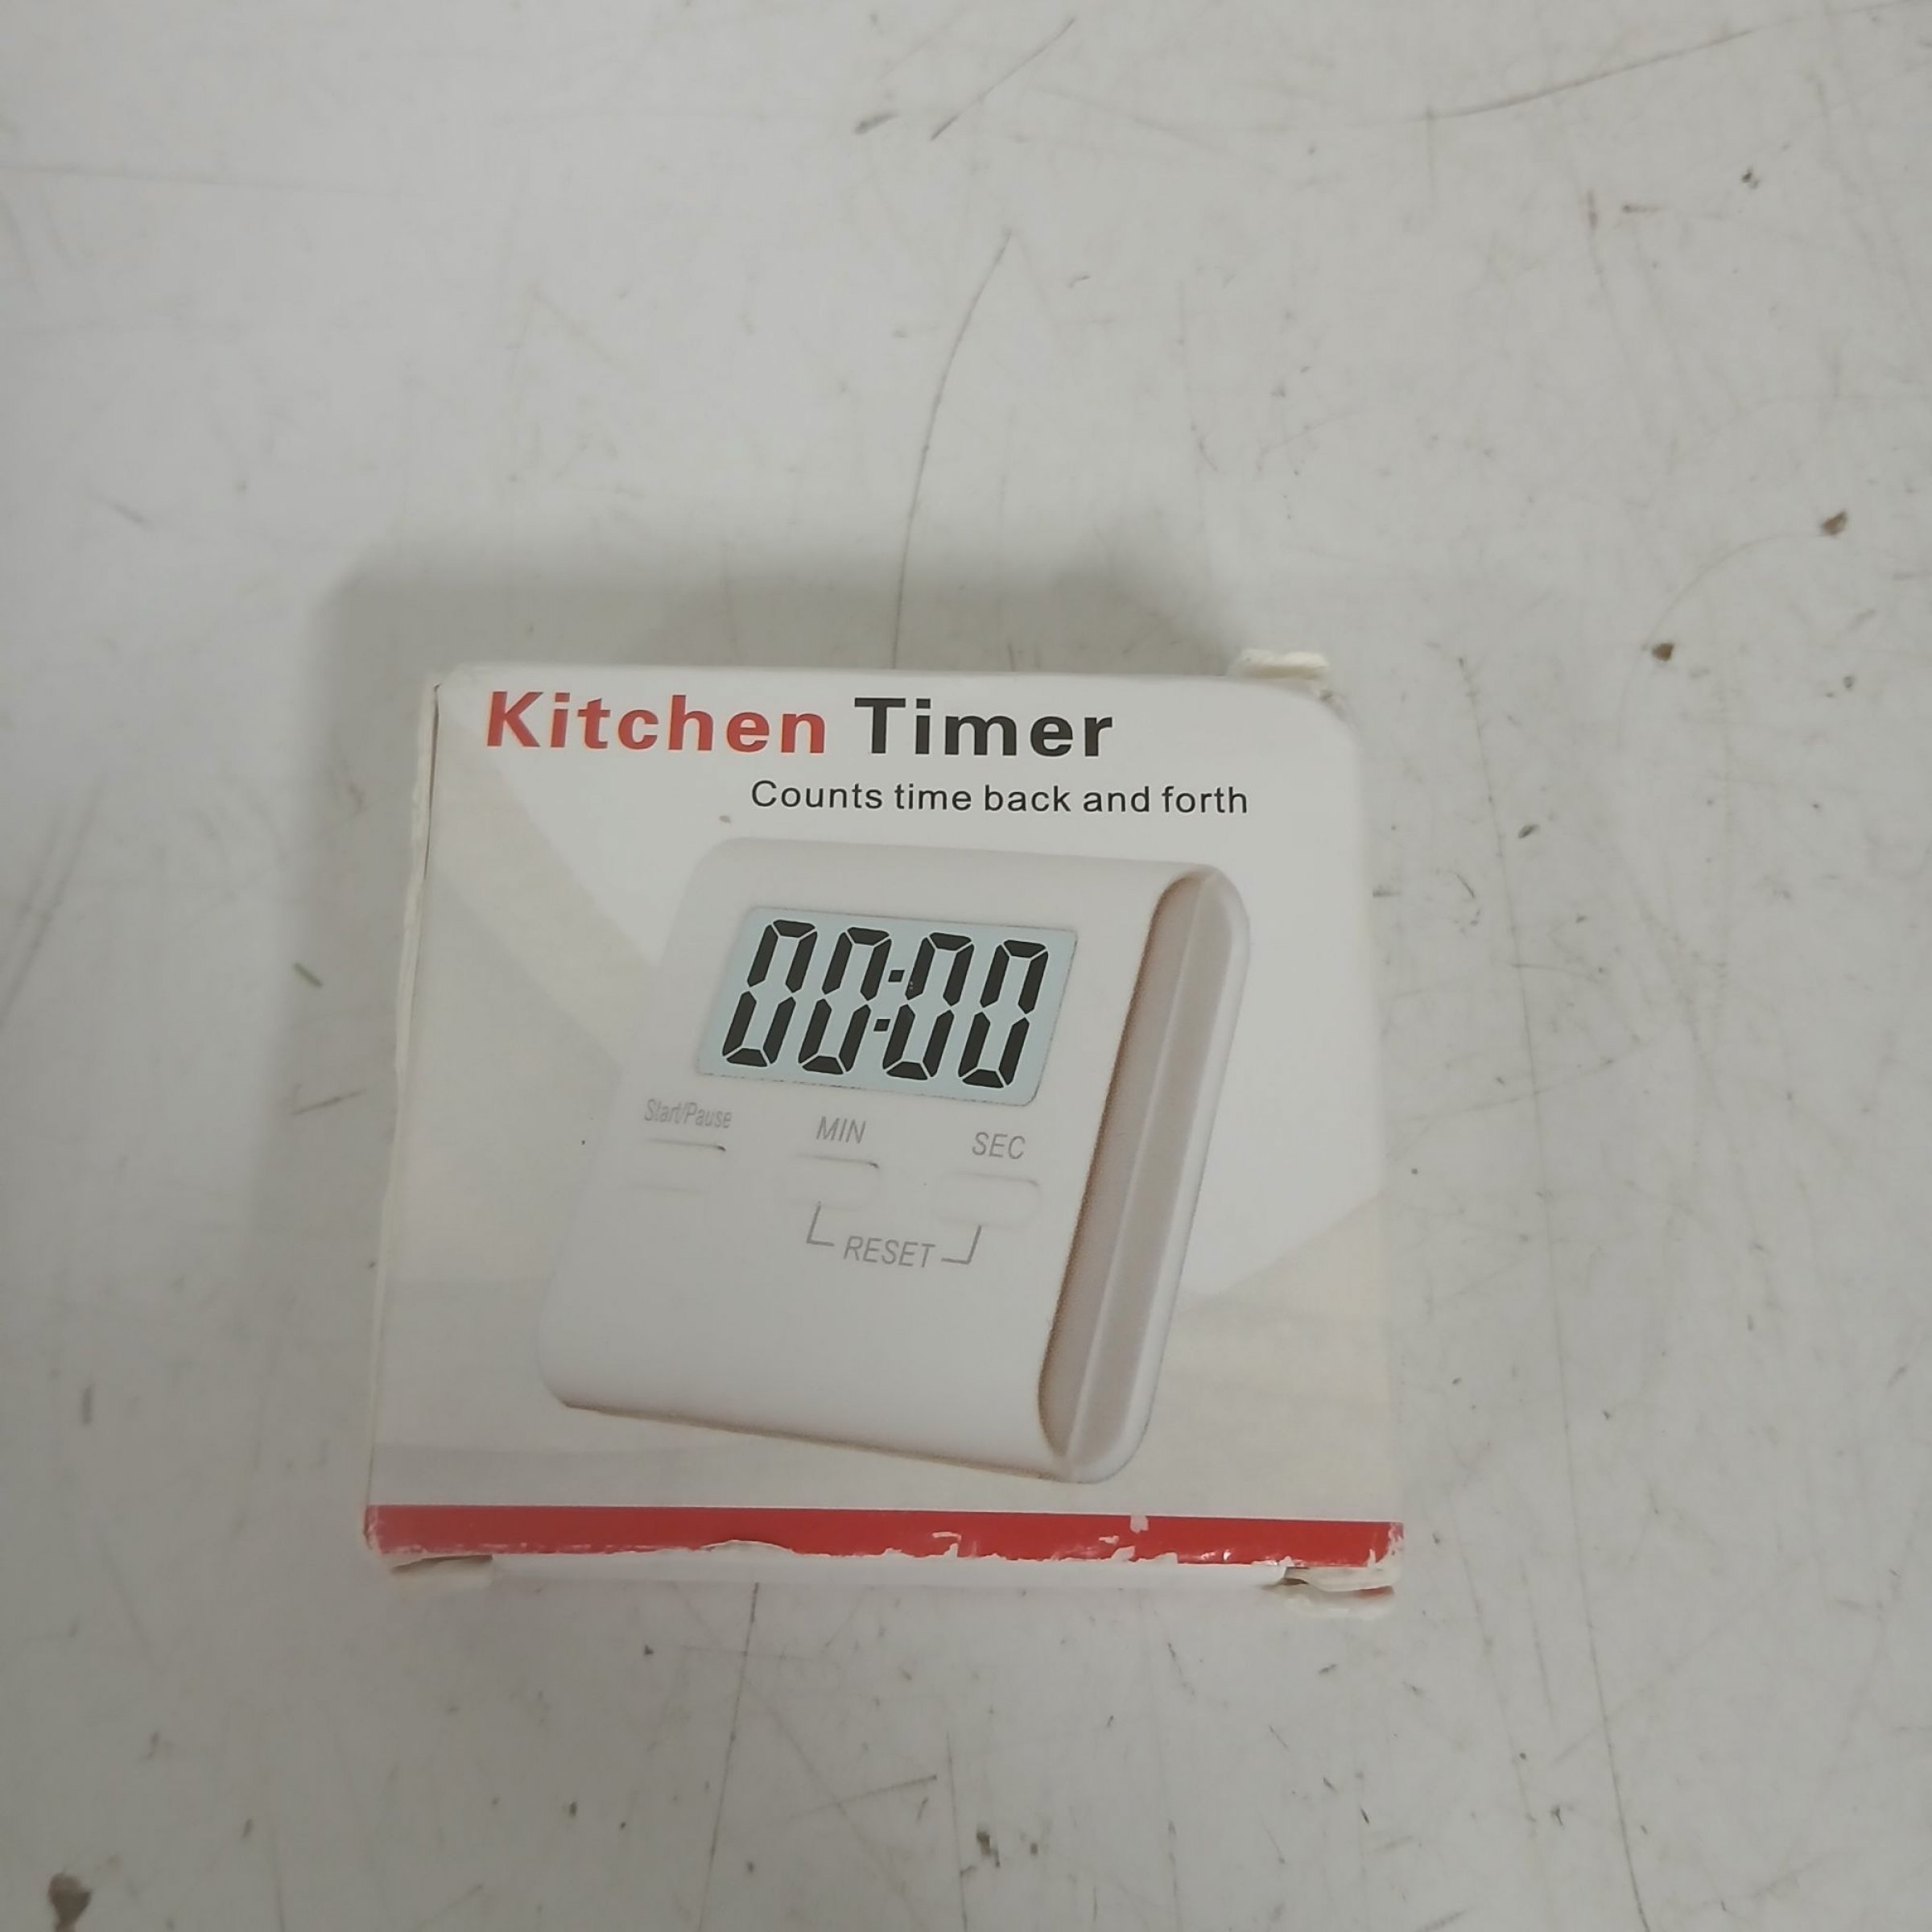 Kitchen Timer
Counts time back and forth
00:00
Start/Pause MIN SEC
RESET